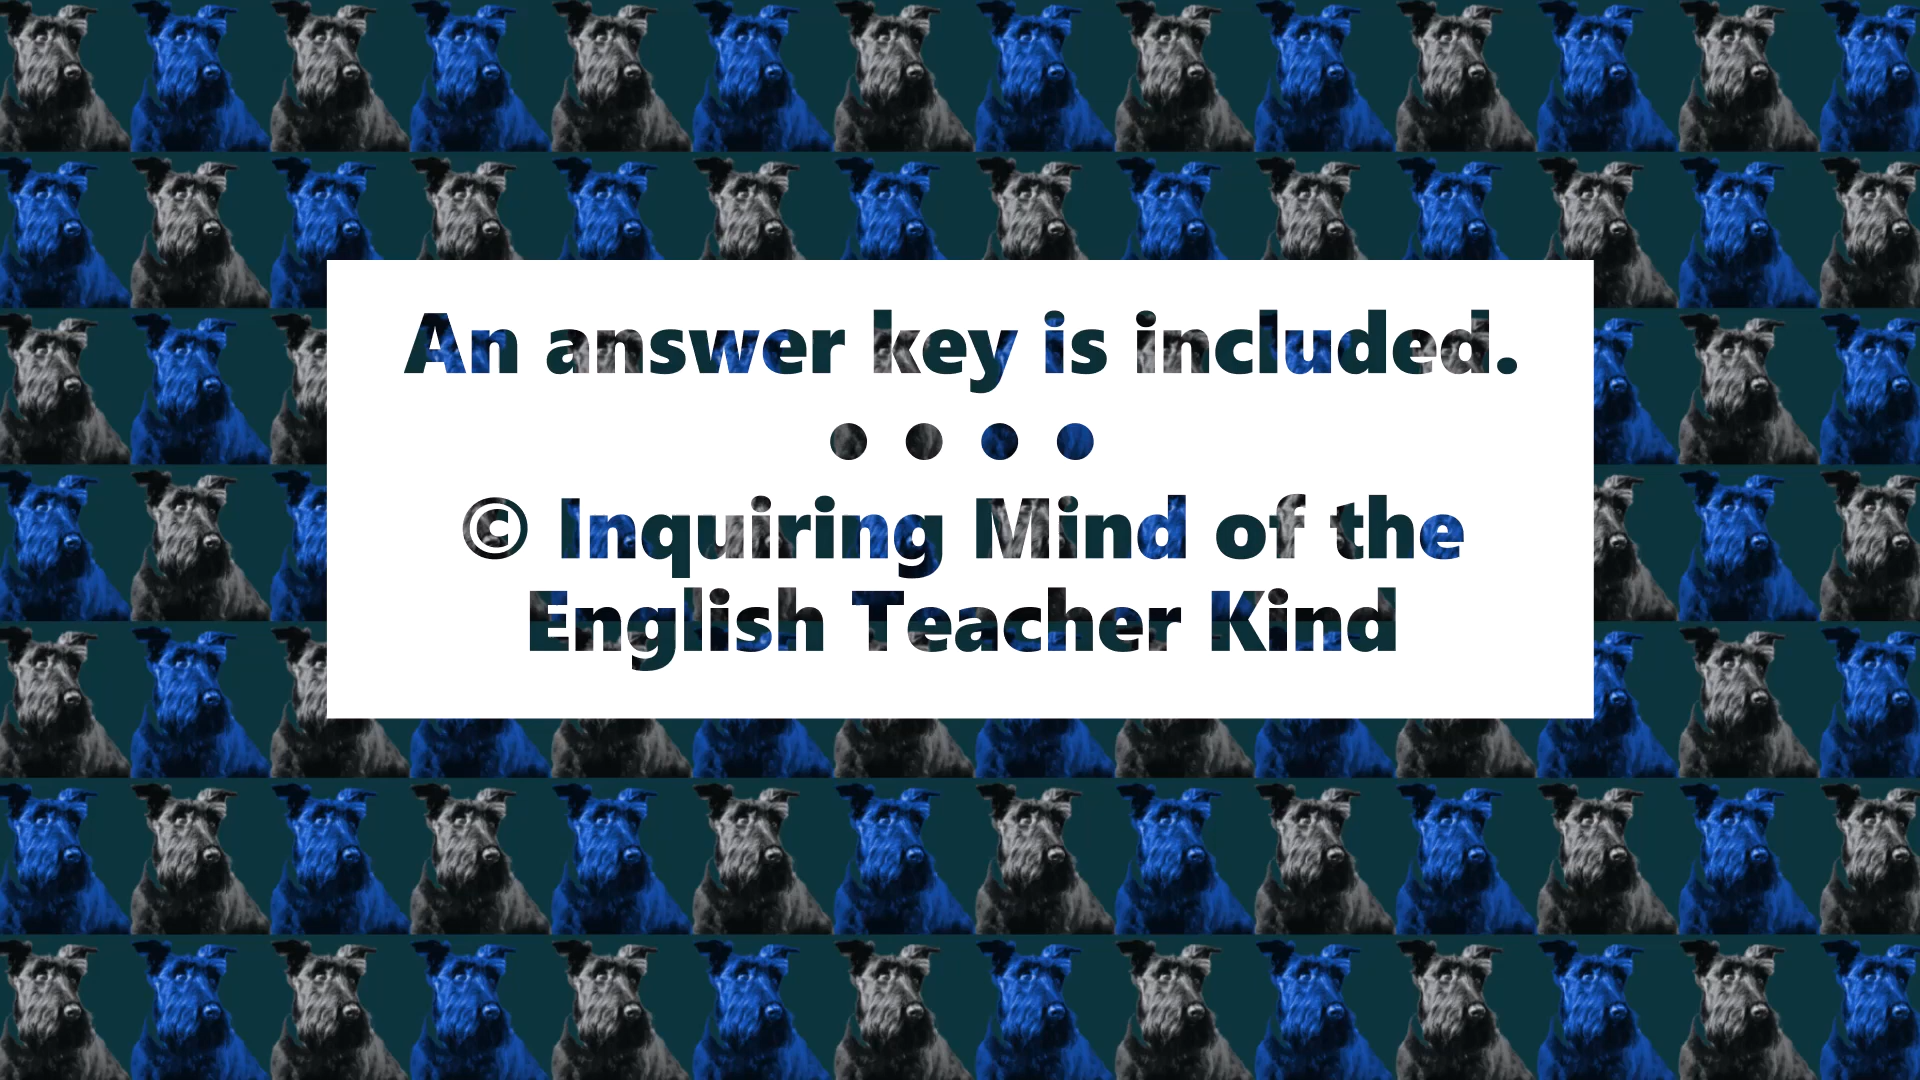 An answer key is included.
• • • •
© Inquiring Mind of the
English Teacher Kind